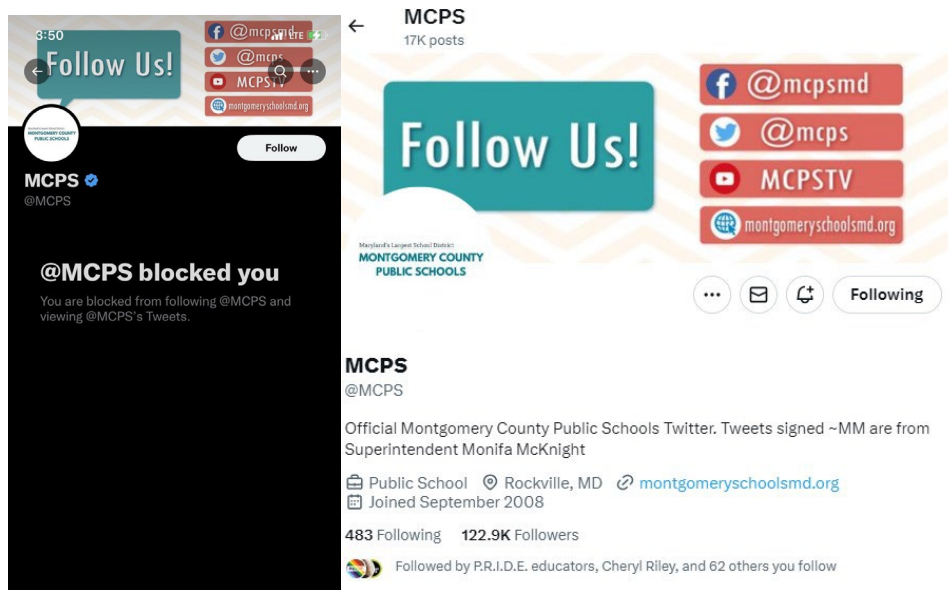 3:50
LTE
Follow Us!
@mcpsmd
@mcps
MCPSTV
montgomeryschoolsmd.org
Maryland's Largest School District
MONTGOMERY COUNTY
PUBLIC SCHOOLS
Follow
MCPS
@MCPS
@MCPS blocked you
You are blocked from following @MCPS and
viewing @MCPS's Tweets.
MCPS
17K posts
Follow Us!
@mcpsmd
@mcps
MCPSTV
montgomeryschoolsmd.org
Maryland's Largest School District
MONTGOMERY COUNTY
PUBLIC SCHOOLS
Following
MCPS
@MCPS
Official Montgomery County Public Schools Twitter. Tweets signed ~MM are from
Superintendent Monifa McKnight
Public School Rockville, MD montgomeryschoolsmd.org
Joined September 2008
483 Following 122.9K Followers
Followed by P.R.I.D.E. educators, Cheryl Riley, and 62 others you follow